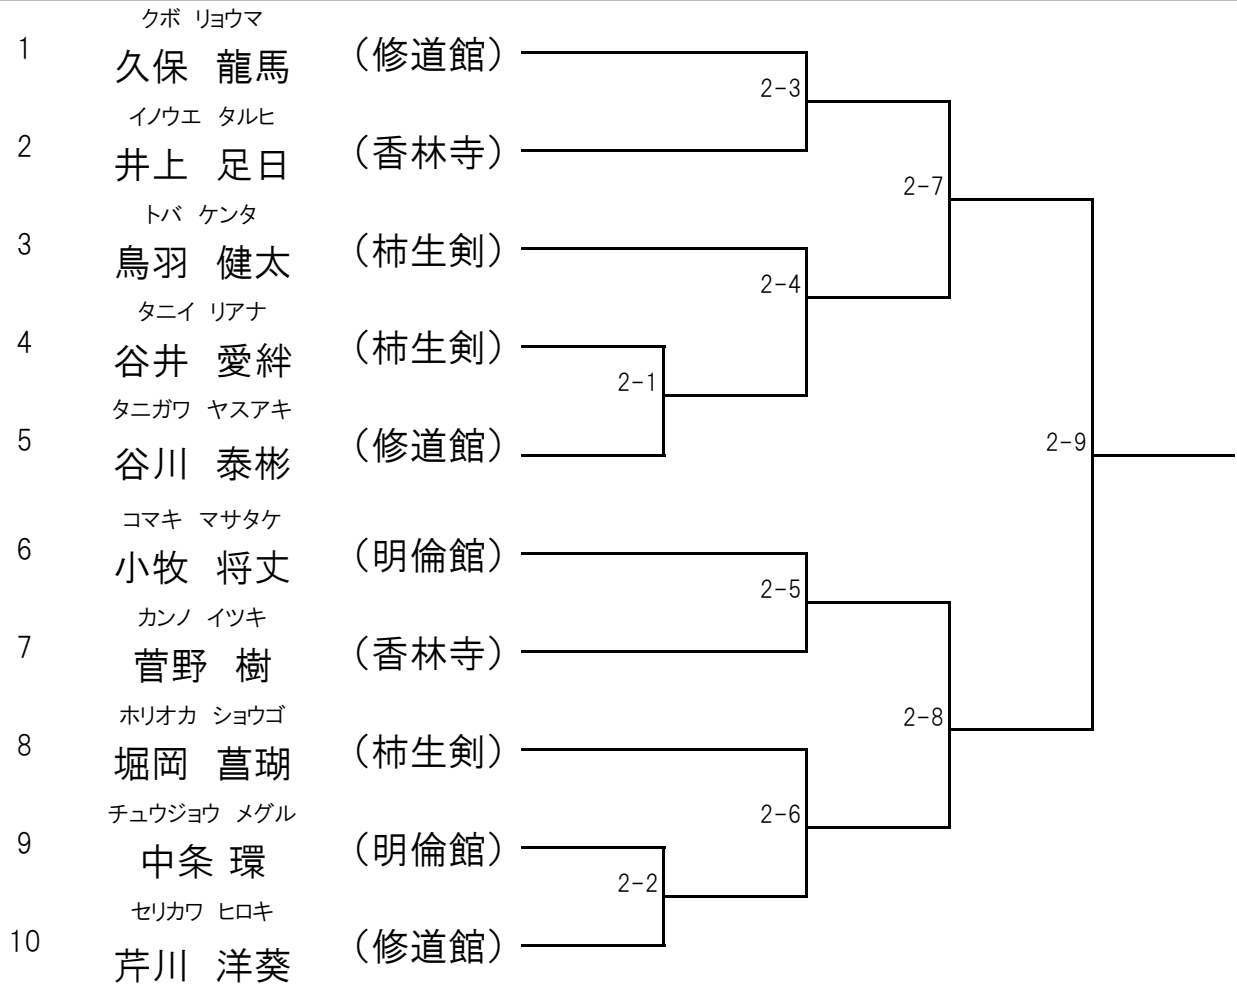 クボ リョウマ
1 久保 龍馬 (修道館)
2-3
イノウエ タルヒ
2 井上 足日 (香林寺)
2-7
トバ ケンタ
3 鳥羽 健太 (柿生剣)
2-4
タニイ リアナ
4 谷井 愛絆 (柿生剣)
2-1
タニガワ ヤスアキ
5 谷川 泰彬 (修道館)
2-9
コマキ マサタケ
6 小牧 将丈 (明倫館)
2-5
カンノ イツキ
7 菅野 樹 (香林寺)
2-8
ホリオカ ショウゴ
8 堀岡 菖瑚 (柿生剣)
2-6
チュウジョウ メグル
9 中条 環 (明倫館)
2-2
セリカワ ヒロキ
10 芹川 洋葵 (修道館)